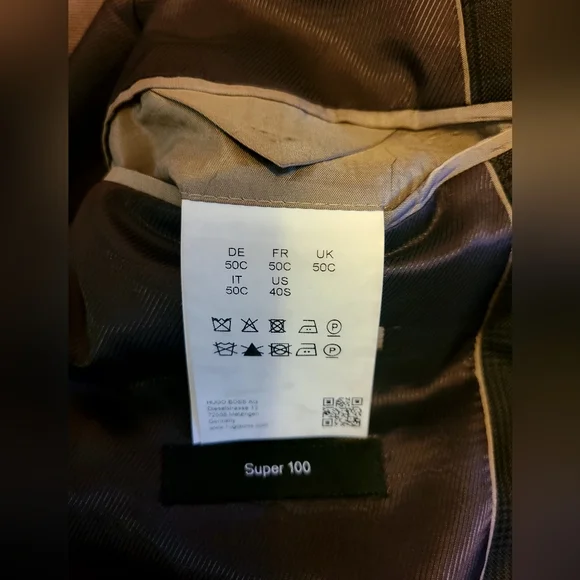 DE FR UK
50C 50C 50C
IT US
50C 40S
P
P
HUGO BOSS AG
Dieselstrasse 12
72555 Metzingen
Germany
Super 100